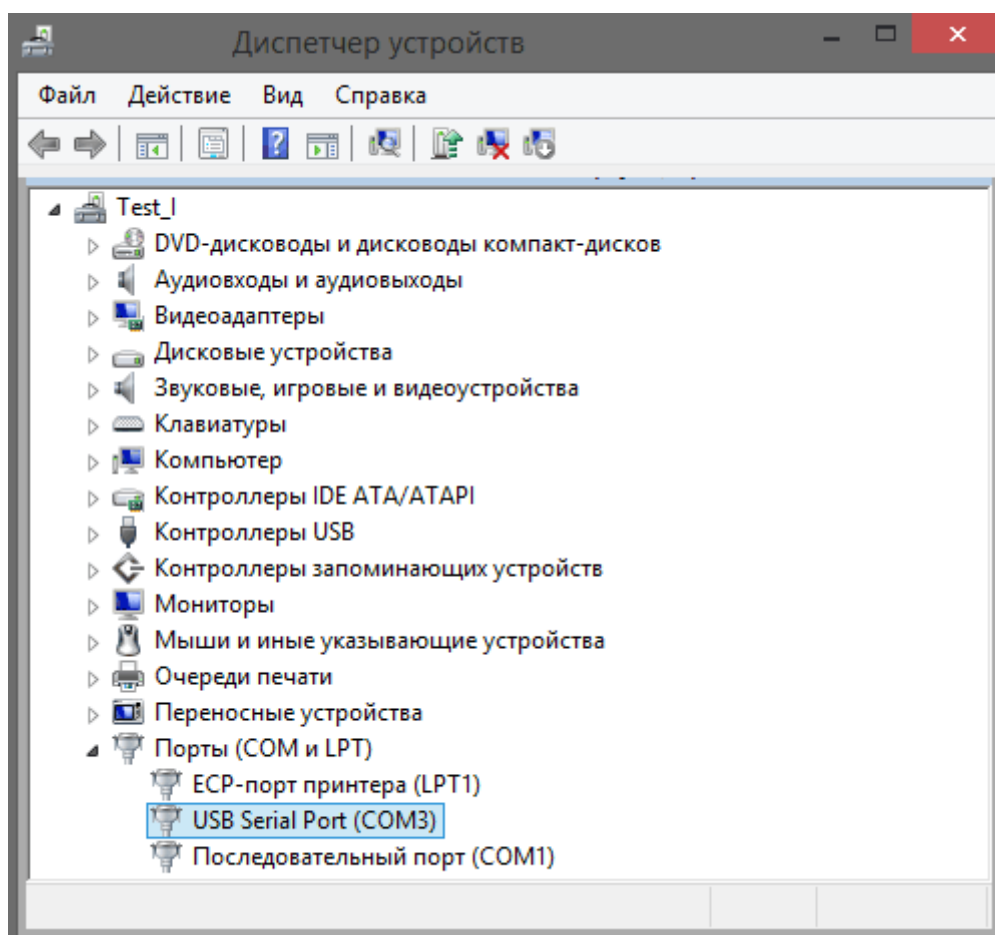 Диспетчер устройств
Файл Действие Вид Справка
Test_I
DVD-дисководы и дисководы компакт-дисков
Аудиовходы и аудиовыходы
Видеоадаптеры
Дисковые устройства
Звуковые, игровые и видеоустройства
Клавиатуры
Компьютер
Контроллеры IDE ATA/ATAPI
Контроллеры USB
Контроллеры запоминающих устройств
Мониторы
Мыши и иные указывающие устройства
Очереди печати
Переносные устройства
Порты (COM и LPT)
ECP-порт принтера (LPT1)
USB Serial Port (COM3)
Последовательный порт (COM1)